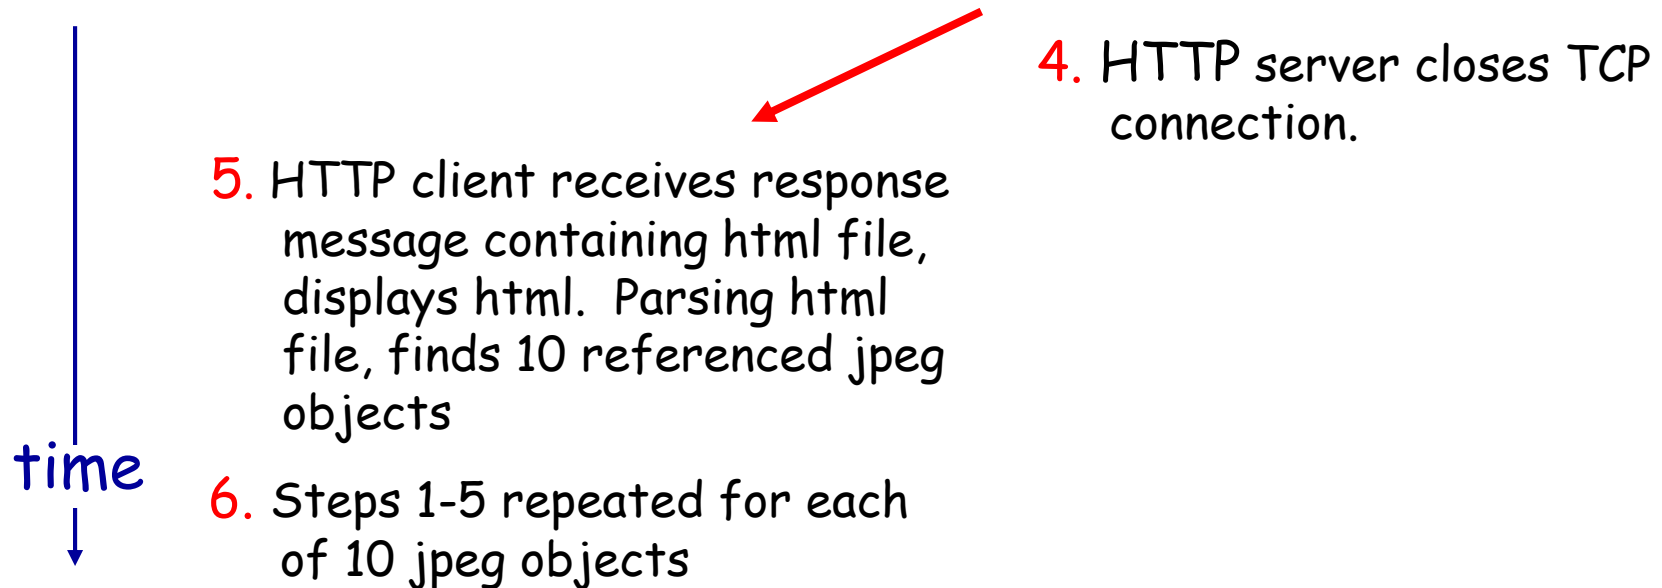 4. HTTP server closes TCP
connection.
5. HTTP client receives response
message containing html file,
displays html. Parsing html
file, finds 10 referenced jpeg
objects
time
6. Steps 1-5 repeated for each
of 10 jpeg objects